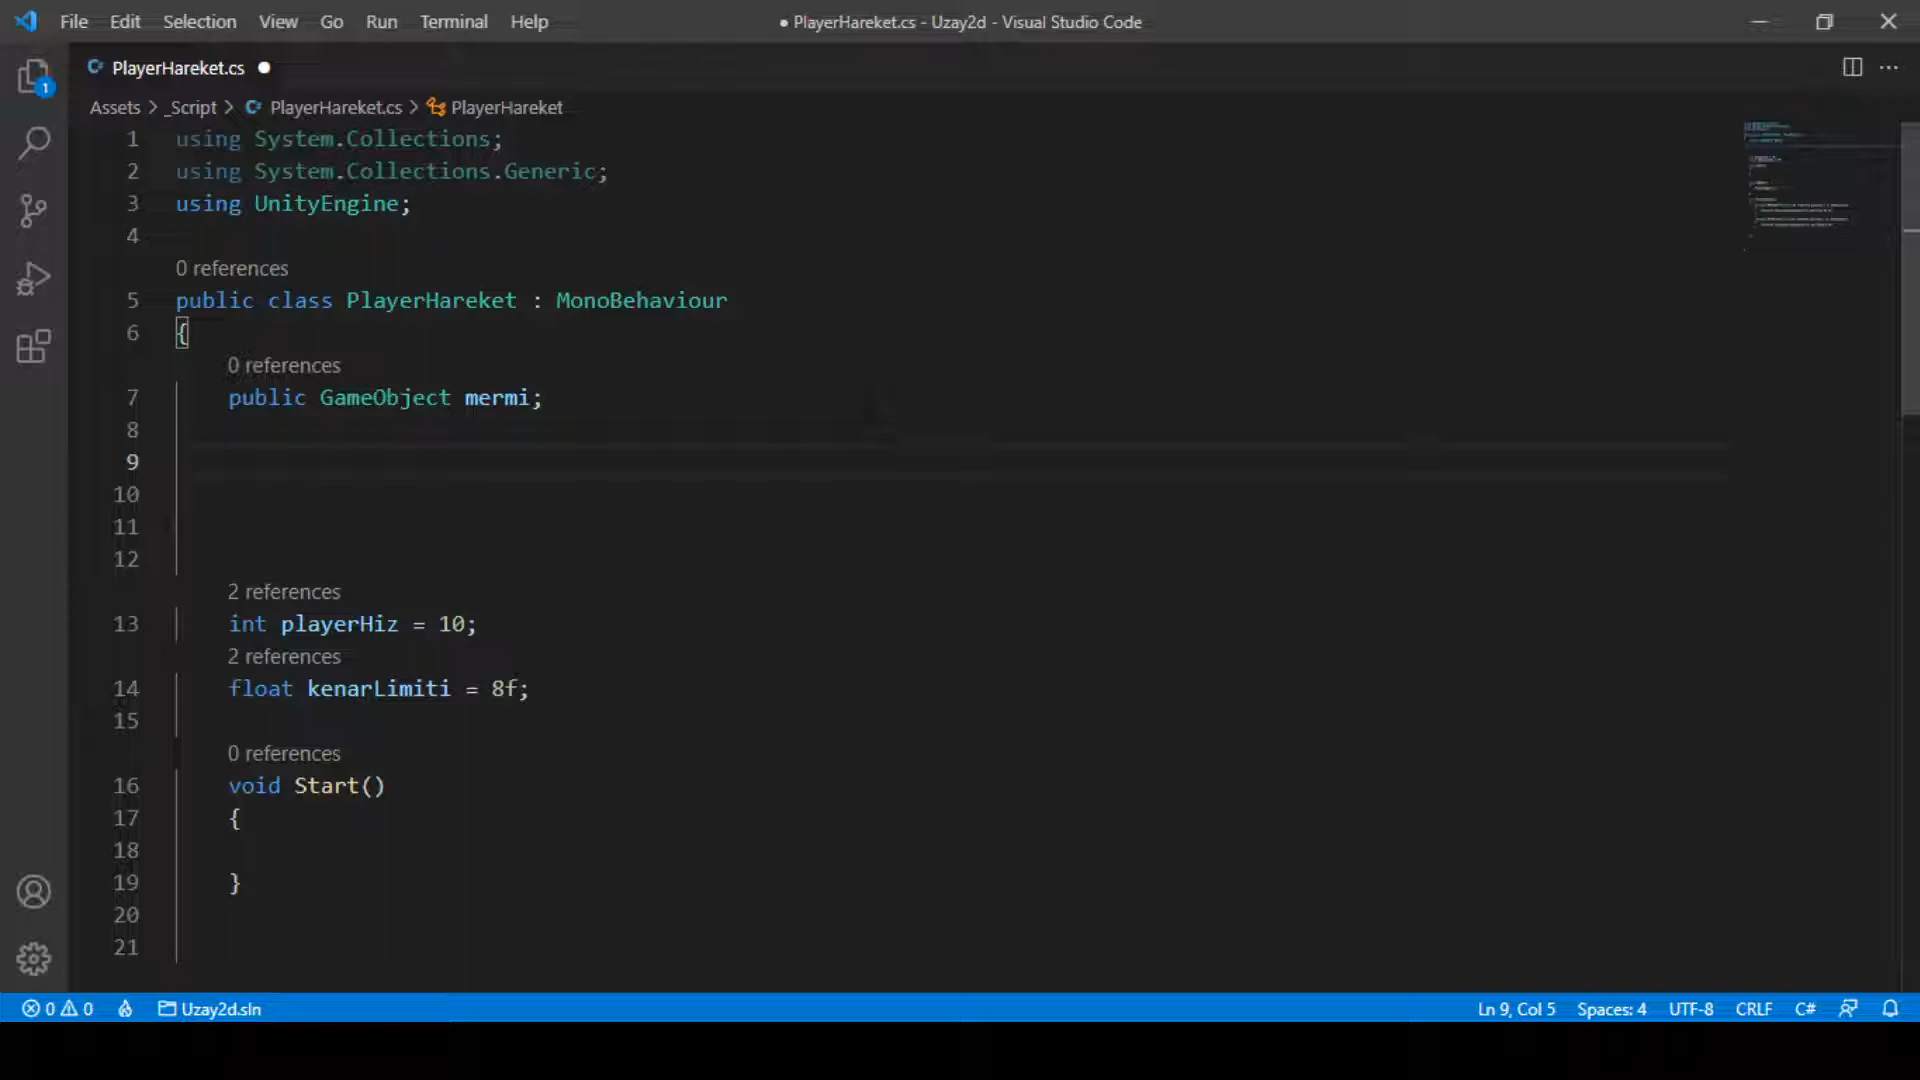 File Edit Selection View Go Run Terminal Help ● PlayerHareket.cs - Uzay2d - Visual Studio Code
PlayerHareket.cs ●
Assets > _Script > PlayerHareket.cs > PlayerHareket
1 using System.Collections;
2 using System.Collections.Generic;
3 using UnityEngine;
4
0 references
5 public class PlayerHareket : MonoBehaviour
6 {
0 references
7 public GameObject mermi;
8
9
10
11
12
2 references
13 int playerHiz = 10;
2 references
14 float kenarLimiti = 8f;
15
0 references
16 void Start()
17 {
18
19 }
20
21
1
0 0 Uzay2d.sln Ln 9, Col 5 Spaces: 4 UTF-8 CRLF C#